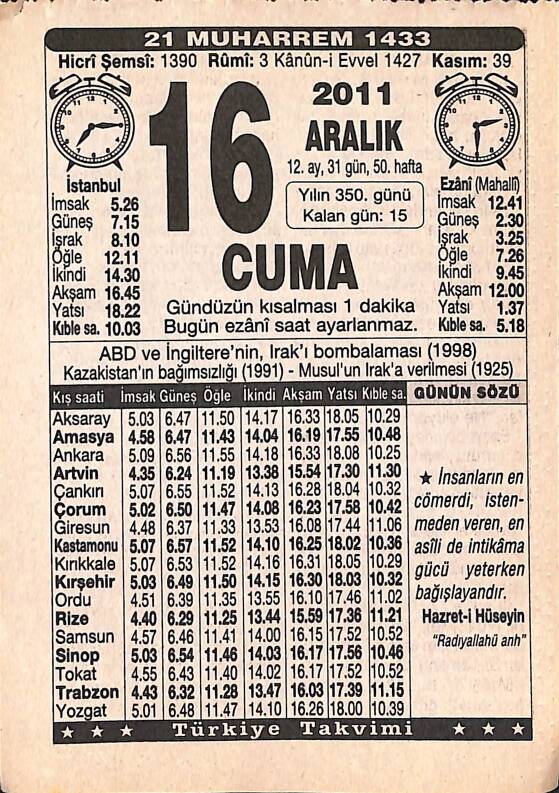 21 MUHARREM 1433
Hicrî Şemsî: 1390 Rûmî: 3 Kânûn-i Evvel 1427 Kasım: 39
16
2011
ARALIK
12. ay, 31 gün, 50. hafta
Yılın 350. günü
Kalan gün: 15
CUMA
Gündüzün kısalması 1 dakika
Bugün ezânî saat ayarlanmaz.
İstanbul
İmsak 5.26
Güneş 7.15
İşrak 8.10
Öğle 12.11
İkindi 14.30
Akşam 16.45
Yatsı 18.22
Kıble sa. 10.03
Ezânî (Mahallî)
İmsak 12.41
Güneş 2.30
İşrak 3.25
Öğle 7.26
İkindi 9.45
Akşam 12.00
Yatsı 1.37
Kıble sa. 5.18
ABD ve İngiltere'nin, Irak'ı bombalaması (1998)
Kazakistan'ın bağımsızlığı (1991) - Musul'un Irak'a verilmesi (1925)
Kış saati İmsak Güneş Öğle İkindi Akşam Yatsı Kıble sa.
Aksaray 5.03 6.47 11.50 14.17 16.33 18.05 10.29
Amasya 4.58 6.47 11.43 14.04 16.19 17.55 10.48
Ankara 5.09 6.56 11.55 14.18 16.33 18.08 10.25
Artvin 4.35 6.24 11.19 13.38 15.54 17.30 11.30
Çankırı 5.07 6.55 11.52 14.13 16.28 18.04 10.32
Çorum 5.02 6.50 11.47 14.08 16.23 17.58 10.42
Giresun 4.48 6.37 11.33 13.53 16.08 17.44 11.06
Kastamonu 5.07 6.57 11.52 14.10 16.25 18.02 10.36
Kırıkkale 5.07 6.53 11.52 14.16 16.31 18.05 10.29
Kırşehir 5.03 6.49 11.50 14.15 16.30 18.03 10.32
Ordu 4.51 6.39 11.35 13.55 16.10 17.46 11.02
Rize 4.40 6.29 11.25 13.44 15.59 17.36 11.21
Samsun 4.57 6.46 11.41 14.00 16.15 17.52 10.52
Sinop 5.03 6.54 11.46 14.03 16.17 17.56 10.46
Tokat 4.55 6.43 11.40 14.02 16.17 17.52 10.52
Trabzon 4.43 6.32 11.28 13.47 16.03 17.39 11.15
Yozgat 5.01 6.48 11.47 14.10 16.26 18.00 10.39
GÜNÜN SÖZÜ
★ İnsanların en
cömerdi, isten-
meden veren, en
asîli de intikâma
gücü yeterken
bağışlayandır.
Hazret-i Hüseyin
"Radıyallahü anh"
★ ★ ★ Türkiye Takvimi ★ ★ ★